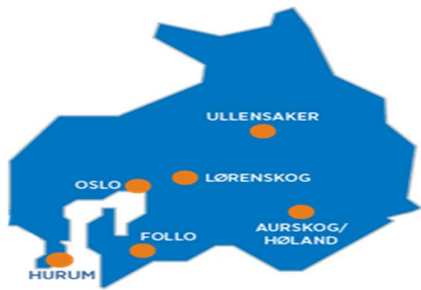 ULLENSAKER
LØRENSKOG
OSLO
AURSKOG/
HØLAND
FOLLO
HURUM